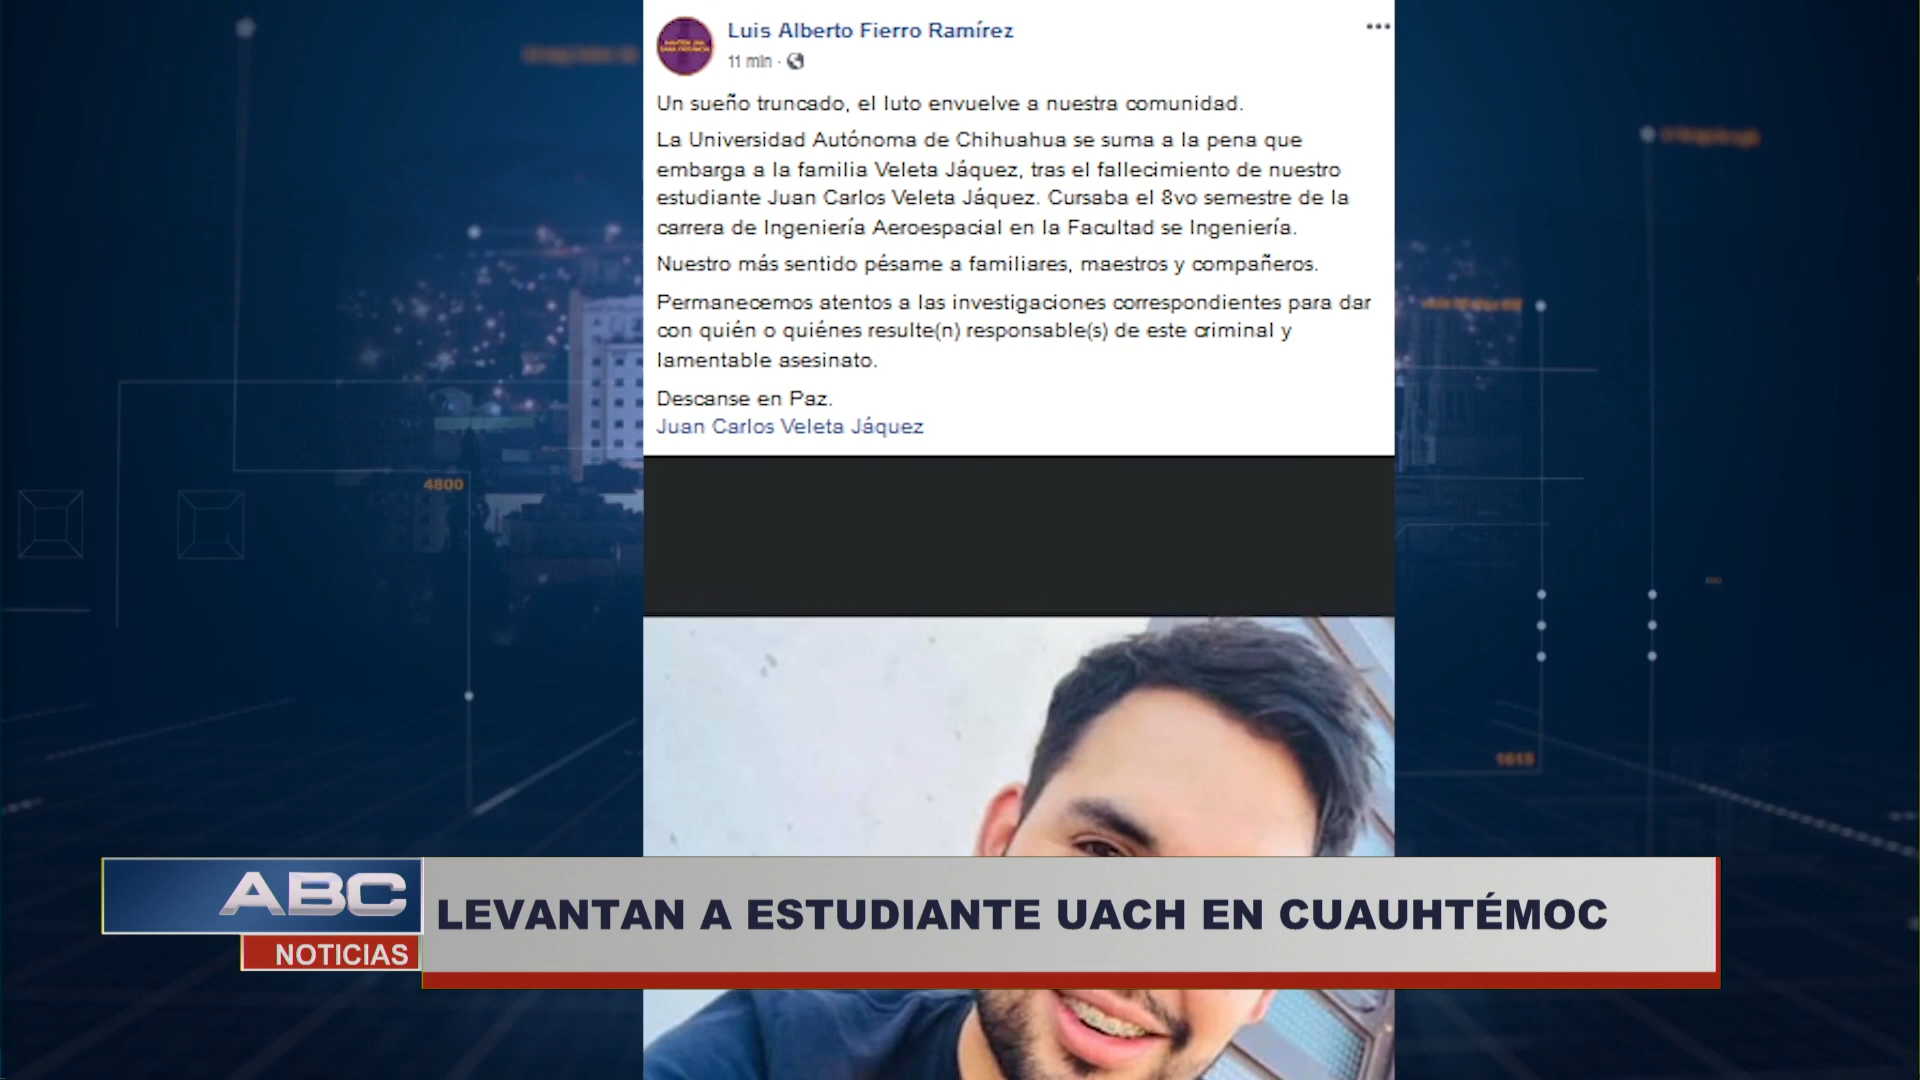 Luis Alberto Fierro Ramírez
11 min ·
Un sueño truncado, el luto envuelve a nuestra comunidad.
La Universidad Autónoma de Chihuahua se suma a la pena que
embarga a la familia Veleta Jáquez, tras el fallecimiento de nuestro
estudiante Juan Carlos Veleta Jáquez. Cursaba el 8vo semestre de la
carrera de Ingeniería Aeroespacial en la Facultad se Ingeniería.
Nuestro más sentido pésame a familiares, maestros y compañeros.
Permanecemos atentos a las investigaciones correspondientes para dar
con quién o quiénes resulte(n) responsable(s) de este criminal y
lamentable asesinato.
Descanse en Paz.
Juan Carlos Veleta Jáquez
4800
1615
ABC
NOTICIAS
LEVANTAN A ESTUDIANTE UACH EN CUAUHTÉMOC